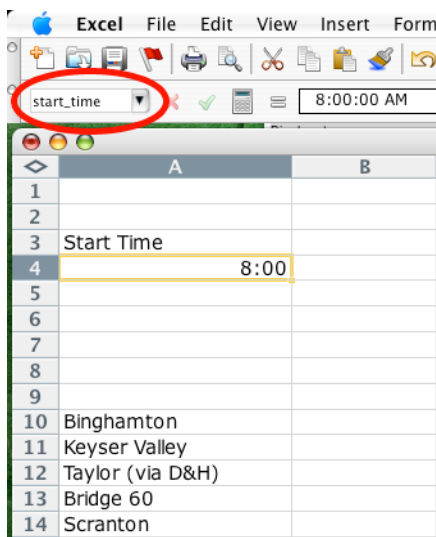 Excel File Edit View Insert Form
start_time 8:00:00 AM
A B
1
2
3 Start Time
4 8:00
5
6
7
8
9
10 Binghamton
11 Keyser Valley
12 Taylor (via D&H)
13 Bridge 60
14 Scranton